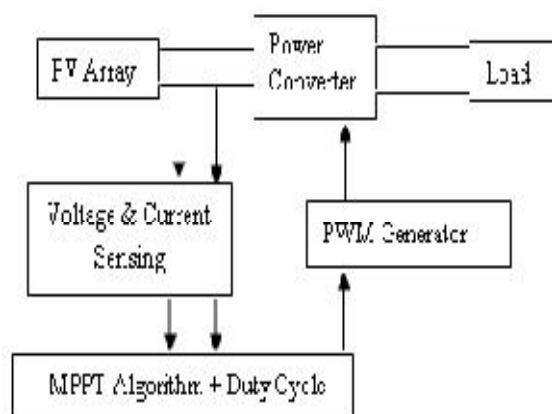 PV Array
Power
Converter
Load
Voltage & Current
Sensing
PWM Generator
MPPT Algorithm + Duty Cycle